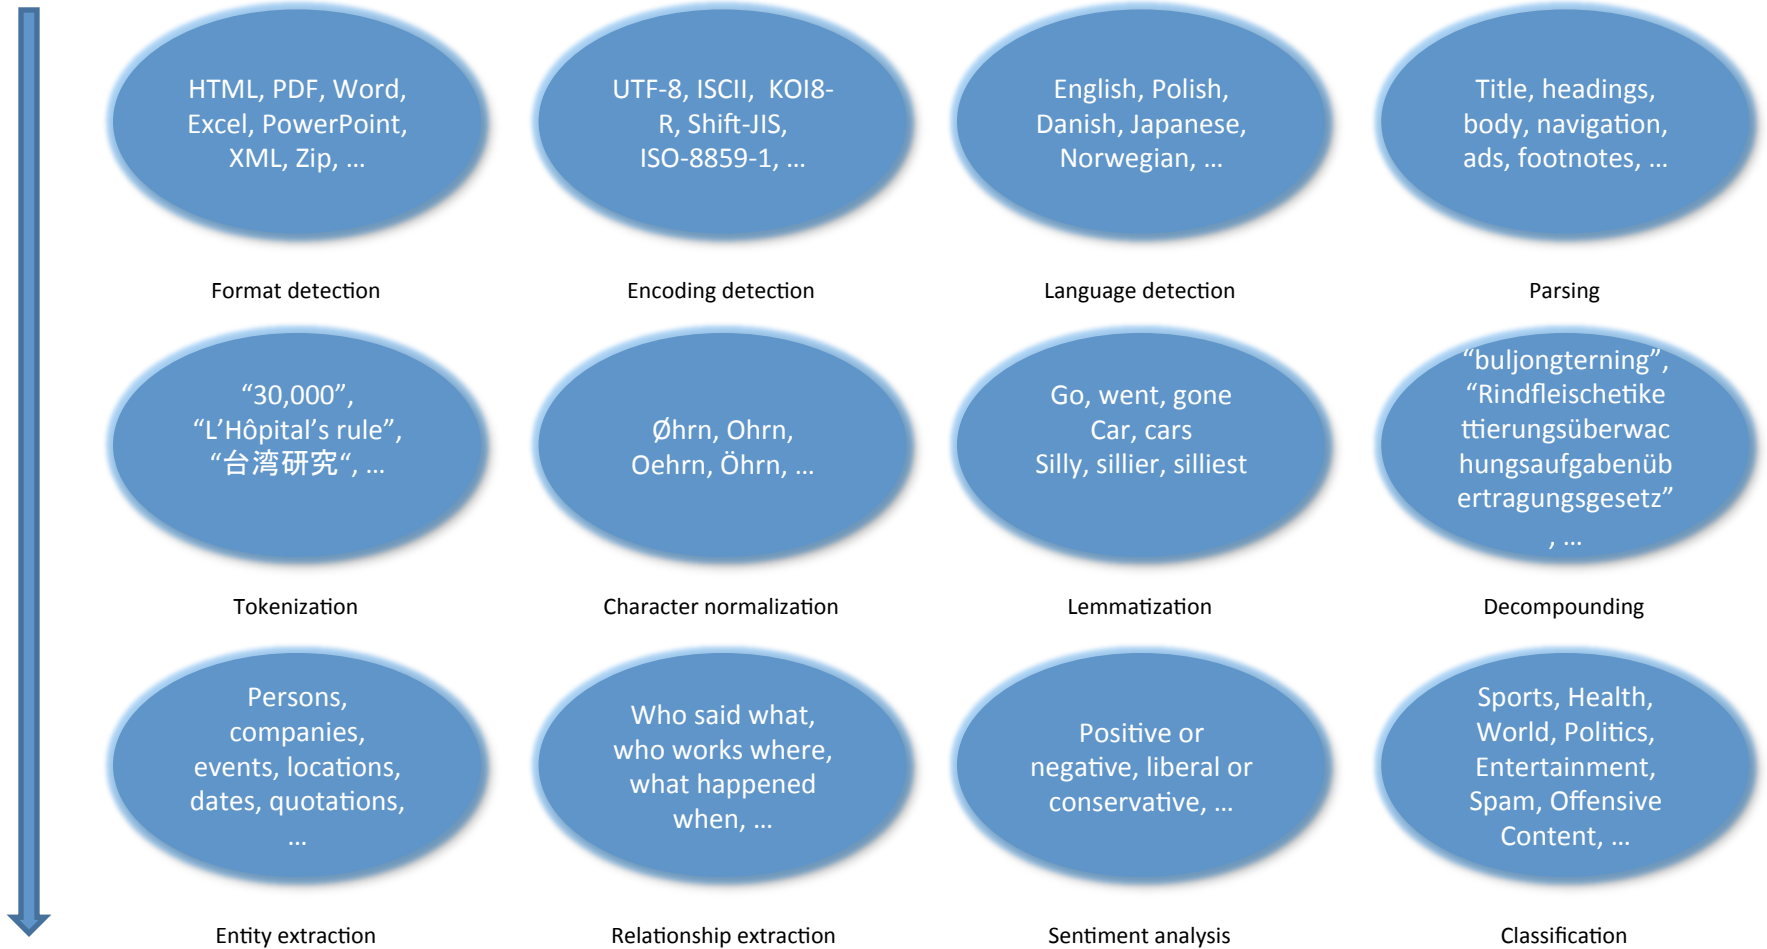 HTML, PDF, Word,
Excel, PowerPoint,
XML, Zip, …
UTF-8, ISCII, KOI8-
R, Shift-JIS,
ISO-8859-1, …
English, Polish,
Danish, Japanese,
Norwegian, …
Title, headings,
body, navigation,
ads, footnotes, …
Format detection
Encoding detection
Language detection
Parsing
“30,000”,
“L’Hôpital’s rule”,
“台湾研究“, …
Øhrn, Ohrn,
Oehrn, Öhrn, …
Go, went, gone
Car, cars
Silly, sillier, silliest
“buljongterning”,
“Rindfleischetike
ttierungsüberwac
hungsaufgabenüb
ertragungsgesetz”
, …
Tokenization
Character normalization
Lemmatization
Decompounding
Persons,
companies,
events, locations,
dates, quotations,
…
Who said what,
who works where,
what happened
when, …
Positive or
negative, liberal or
conservative, …
Sports, Health,
World, Politics,
Entertainment,
Spam, Offensive
Content, …
Entity extraction
Relationship extraction
Sentiment analysis
Classification